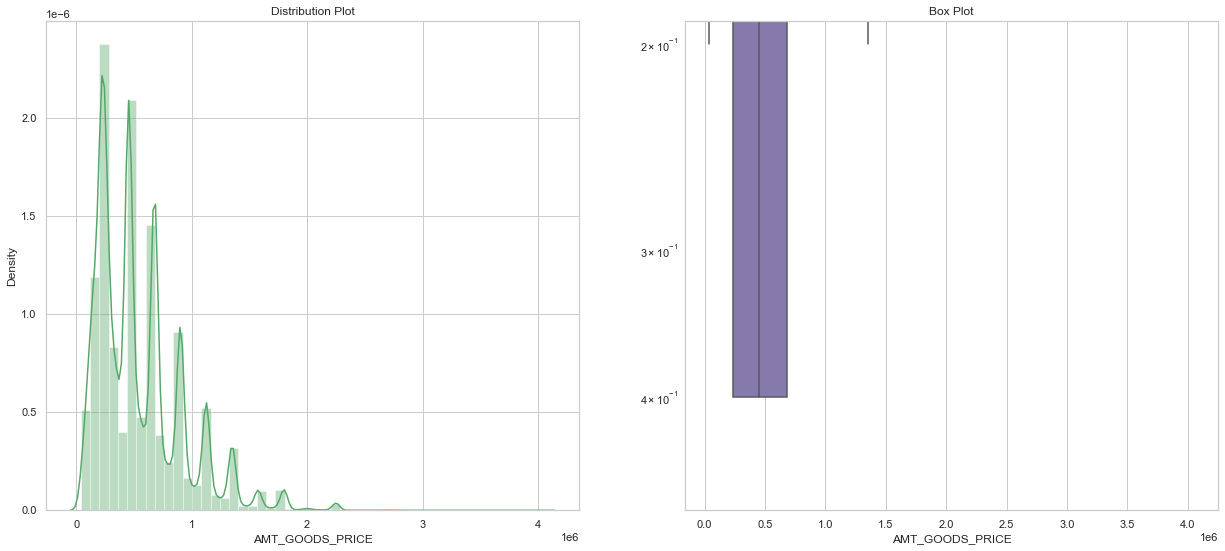 Distribution Plot
1e−6
2.0
1.5
1.0
0.5
0.0
Density
0 1 2 3 4
1e6
AMT_GOODS_PRICE
Box Plot
2 × 10⁻¹
3 × 10⁻¹
4 × 10⁻¹
0.0 0.5 1.0 1.5 2.0 2.5 3.0 3.5 4.0
1e6
AMT_GOODS_PRICE